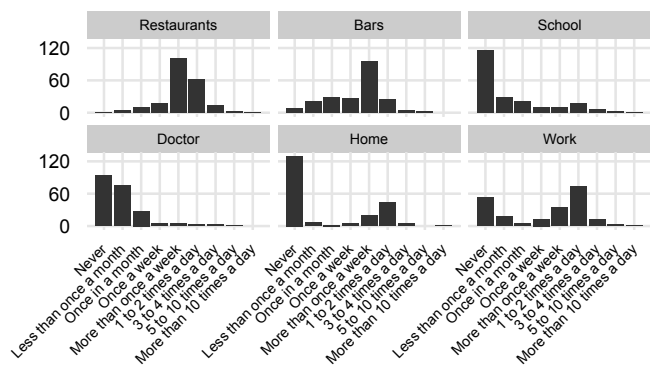 Restaurants Bars School
120
60
0
Doctor Home Work
120
60
0
Never
Less than once a month
Once in a month
Once a week
More than once a week
1 to 2 times a day
3 to 4 times a day
5 to 10 times a day
More than 10 times a day
Never
Less than once a month
Once in a month
Once a week
More than once a week
1 to 2 times a day
3 to 4 times a day
5 to 10 times a day
More than 10 times a day
Never
Less than once a month
Once in a month
Once a week
More than once a week
1 to 2 times a day
3 to 4 times a day
5 to 10 times a day
More than 10 times a day